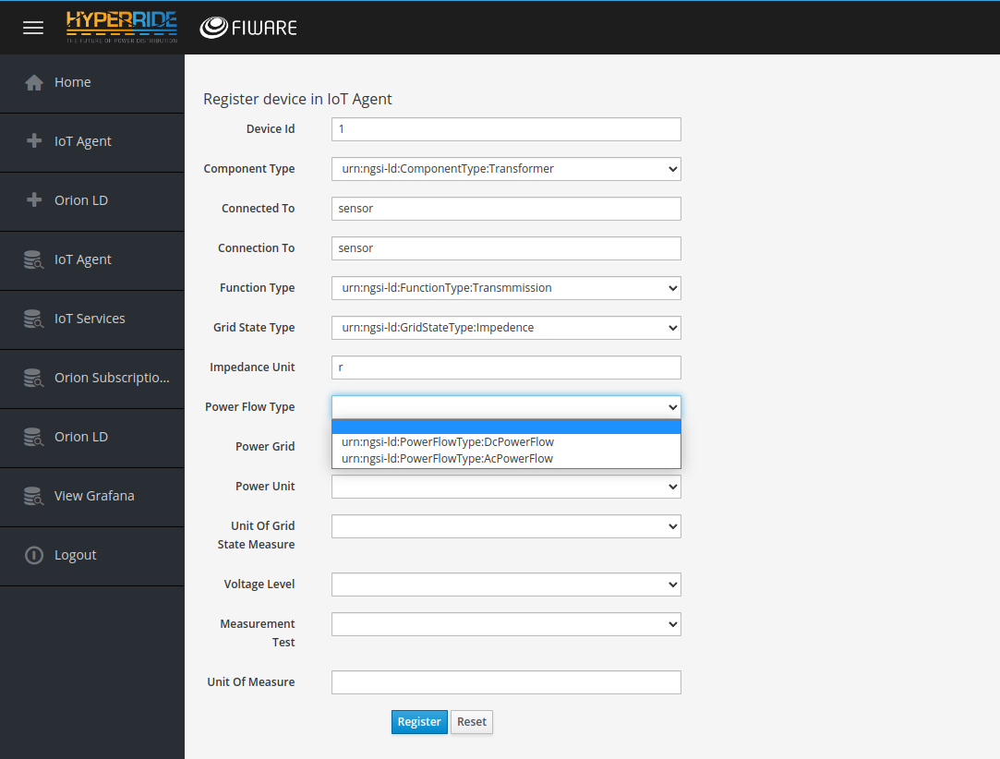 HYPERRIDE
THE FUTURE OF POWER DISTRIBUTION
FIWARE
Home
IoT Agent
Orion LD
IoT Agent
IoT Services
Orion Subscriptio...
Orion LD
View Grafana
Logout
Register device in IoT Agent
Device Id
1
Component Type
urn:ngsi-ld:ComponentType:Transformer
Connected To
sensor
Connection To
sensor
Function Type
urn:ngsi-ld:FunctionType:Transmmission
Grid State Type
urn:ngsi-ld:GridStateType:Impedence
Impedance Unit
r
Power Flow Type
urn:ngsi-ld:PowerFlowType:DcPowerFlow
urn:ngsi-ld:PowerFlowType:AcPowerFlow
Power Grid
Power Unit
Unit Of Grid
State Measure
Voltage Level
Measurement
Test
Unit Of Measure
Register
Reset